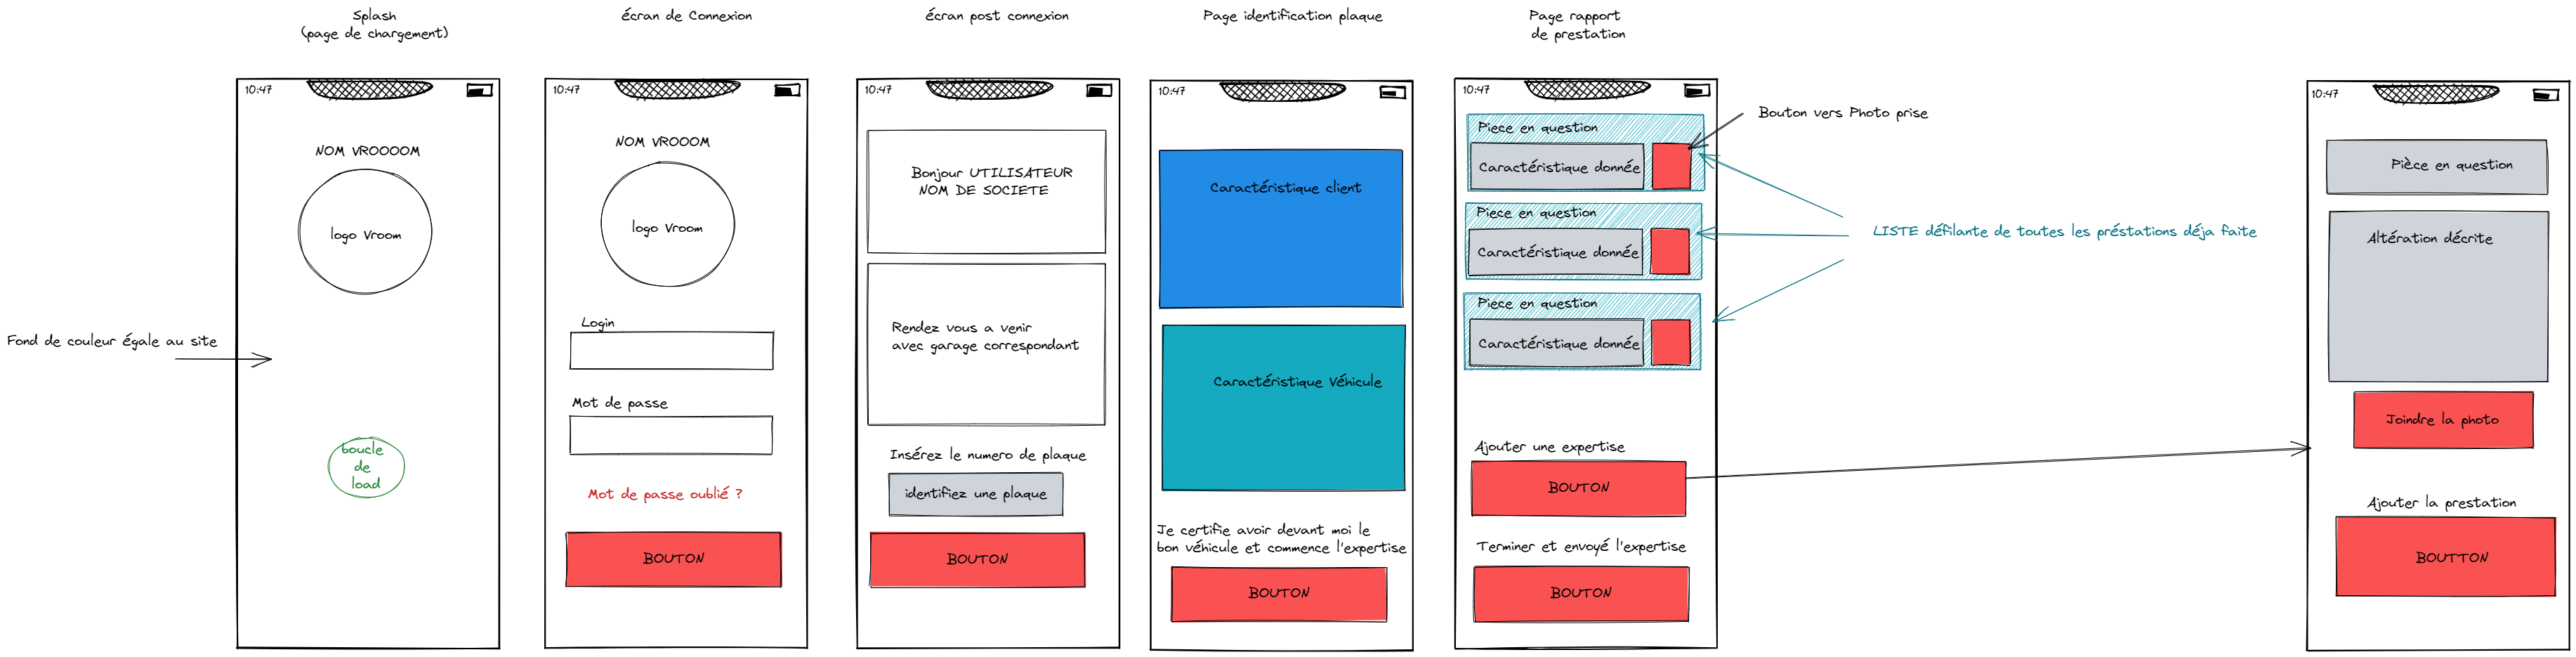 Splash
(page de chargement)
écran de Connexion
écran post connexion
Page identification plaque
Page rapport
de prestation
Fond de couleur égale au site
10:47
NOM VROOOOM
logo Vroom
boucle
de
load
10:47
NOM VROOOM
logo Vroom
Login
Mot de passe
Mot de passe oublié ?
BOUTON
10:47
Bonjour UTILISATEUR
NOM DE SOCIETE
Rendez vous a venir
avec garage correspondant
Insérez le numero de plaque
identifiez une plaque
BOUTON
10:47
Caractéristique client
Caractéristique Véhicule
Je certifie avoir devant moi le
bon véhicule et commence l'expertise
BOUTON
10:47
Piece en question
Caractéristique donnée
Piece en question
Caractéristique donnée
Piece en question
Caractéristique donnée
Ajouter une expertise
BOUTON
Terminer et envoyé l'expertise
BOUTON
Bouton vers Photo prise
LISTE défilante de toutes les préstations déja faite
10:47
Pièce en question
Altération décrite
Joindre la photo
Ajouter la prestation
BOUTTON